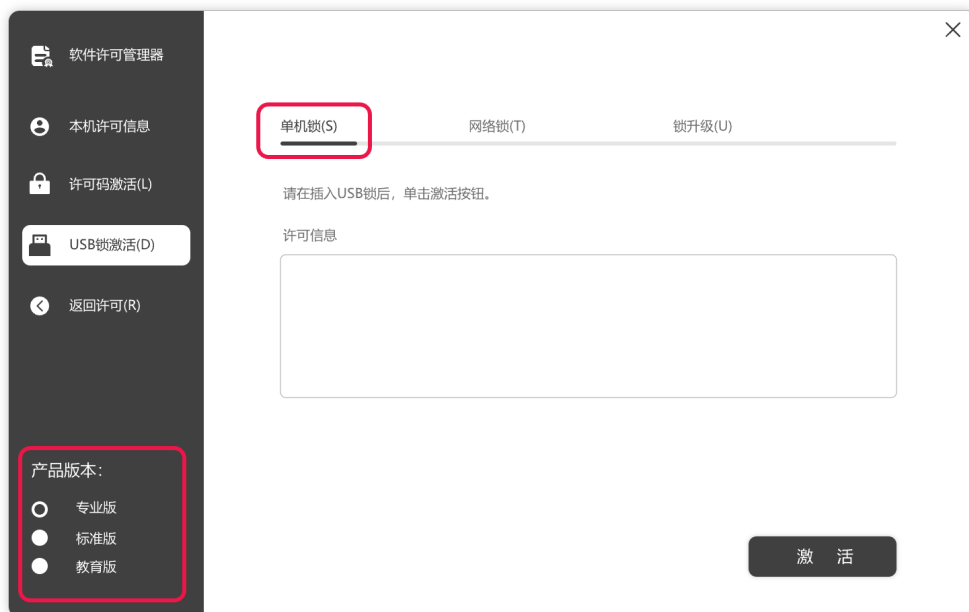 软件许可管理器
本机许可信息
许可码激活(L)
USB锁激活(D)
返回许可(R)
产品版本：
专业版
标准版
教育版
单机锁(S)
网络锁(T)
锁升级(U)
请在插入USB锁后，单击激活按钮。
许可信息
激 活